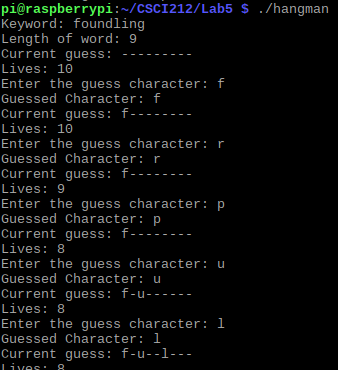 pi@raspberrypi:~/CSCI212/Lab5 $ ./hangman
Keyword: foundling
Length of word: 9
Current guess: ---------
Lives: 10
Enter the guess character: f
Guessed Character: f
Current guess: f--------
Lives: 10
Enter the guess character: r
Guessed Character: r
Current guess: f--------
Lives: 9
Enter the guess character: p
Guessed Character: p
Current guess: f--------
Lives: 8
Enter the guess character: u
Guessed Character: u
Current guess: f-u------
Lives: 8
Enter the guess character: l
Guessed Character: l
Current guess: f-u--l---
Lives: 8